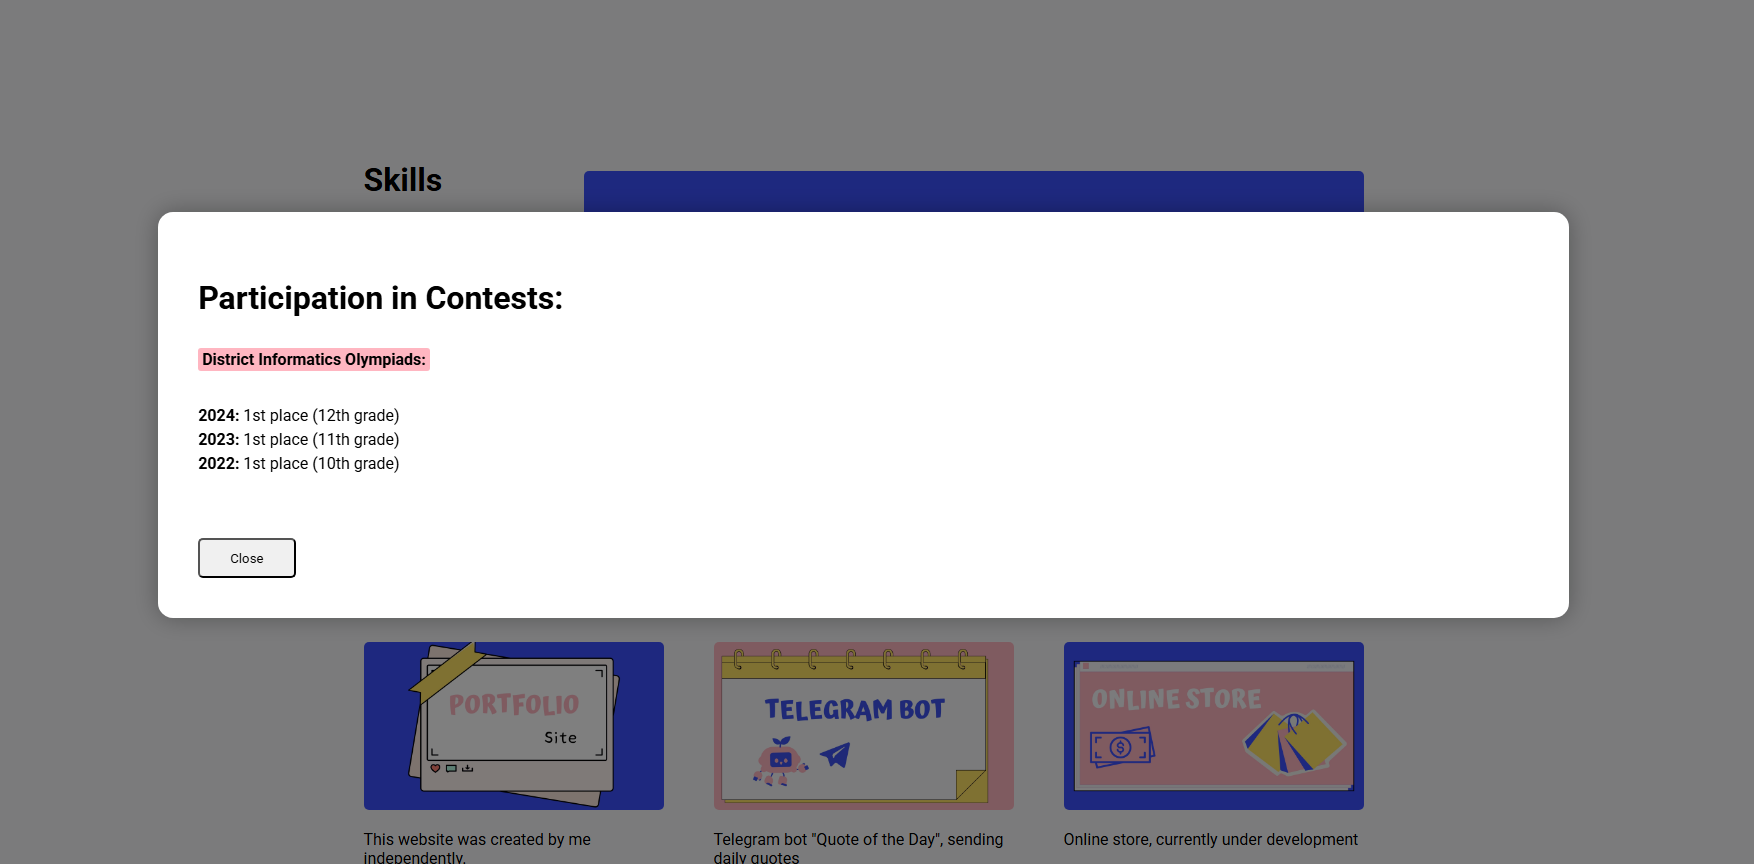 Skills
Participation in Contests:
District Informatics Olympiads:
2024: 1st place (12th grade)
2023: 1st place (11th grade)
2022: 1st place (10th grade)
Close
PORTFOLIO
Site
TELEGRAM BOT
ONLINE STORE
$
This website was created by me
independently.
Telegram bot "Quote of the Day", sending
daily quotes
Online store, currently under development